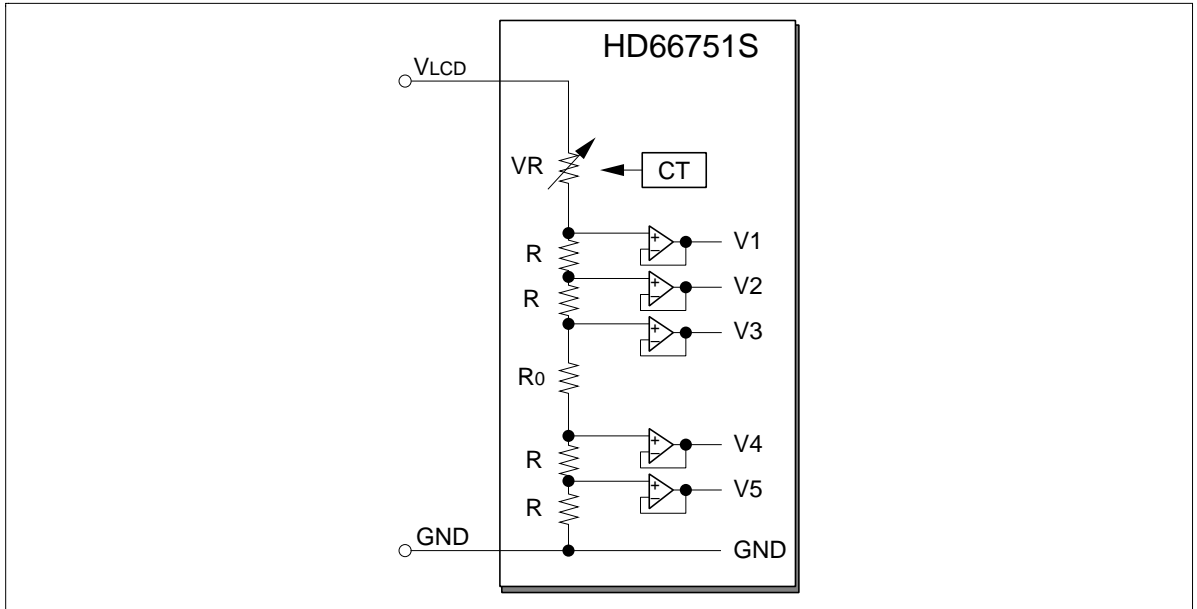 HD66751S
VLCD
VR
CT
+
−
V1
R
+
−
V2
R
+
−
V3
R0
+
−
V4
R
+
−
V5
R
GND
GND